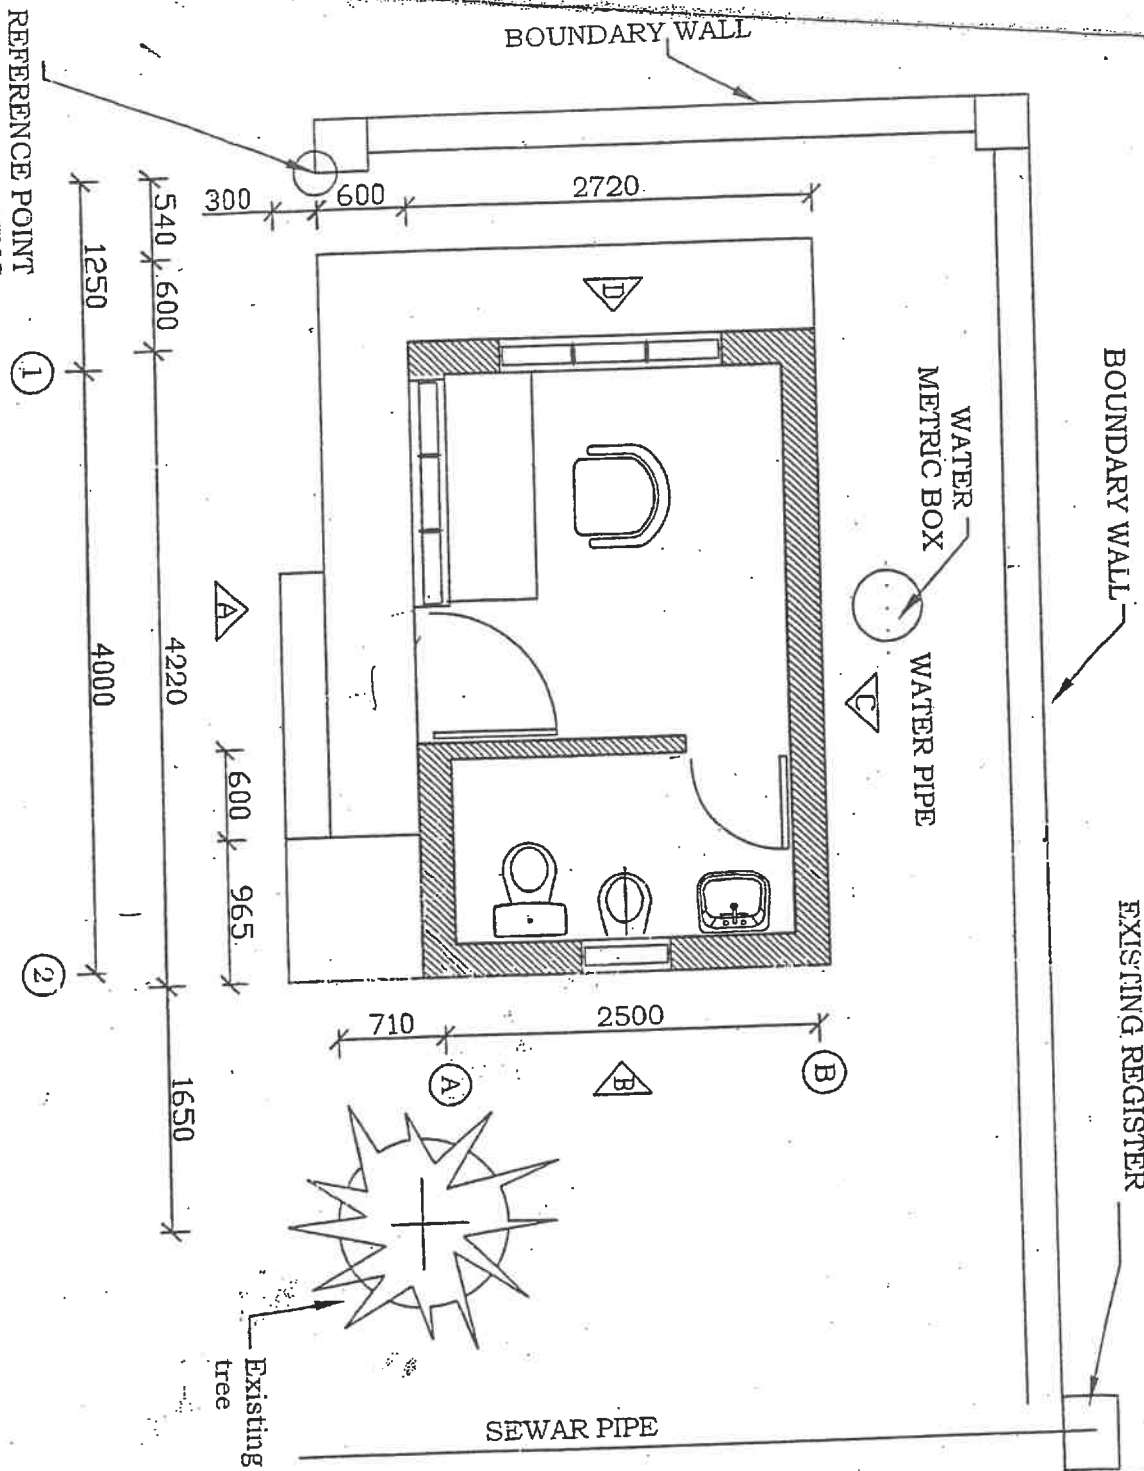 BOUNDARY WALL
REFERENCE POINT
300
600
2720
540
600
1250
1
D
WATER
METRIC BOX
BOUNDARY WALL
A
4220
4000
C
WATER PIPE
600
965
2
EXISTING REGISTER
710
2500
A
B
B
1650
Existing
tree
SEWAR PIPE